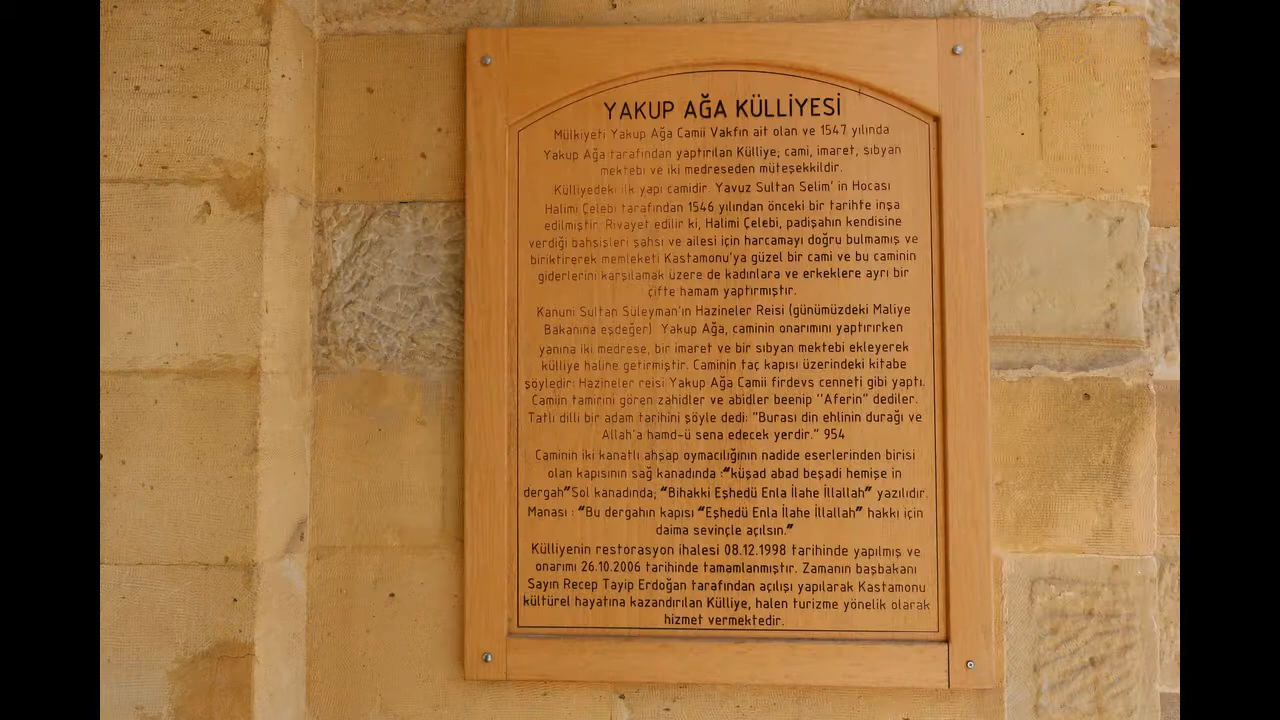 YAKUP AĞA KÜLLİYESİ
Mülkiyeti Yakup Ağa Camii Vakfın ait olan ve 1547 yılında
Yakup Ağa tarafından yaptırılan Külliye; cami, imaret, sıbyan
mektebi ve iki medreseden müteşekkildir.
Külliyedeki ilk yapı camidir. Yavuz Sultan Selim' in Hocası
Halimi Çelebi tarafından 1546 yılından önceki bir tarihte inşa
edilmiştir. Rivayet edilir ki, Halimi Çelebi, padişahın kendisine
verdiği bahşişleri şahsı ve ailesi için harcamayı doğru bulmamış ve
biriktirerek memleketi Kastamonu'ya güzel bir cami ve bu caminin
giderlerini karşılamak üzere de kadınlara ve erkeklere ayrı bir
çifte hamam yaptırmıştır.
Kanuni Sultan Süleyman'ın Hazineler Reisi (günümüzdeki Maliye
Bakanına eşdeğer) Yakup Ağa, caminin onarımını yaptırırken
yanına iki medrese, bir imaret ve bir sıbyan mektebi ekleyerek
külliye haline getirmiştir. Caminin taç kapısı üzerindeki kitabe
şöyledir: Hazineler reisi Yakup Ağa Camii firdevs cenneti gibi yaptı.
Camiin tamirini gören zahidler ve abidler beenip ''Aferin" dediler.
Tatlı dilli bir adam tarihini şöyle dedi: "Burası din ehlinin durağı ve
Allah'a hamd-ü sena edecek yerdir." 954
Caminin iki kanatlı ahşap oymacılığının nadide eserlerinden birisi
olan kapısının sağ kanadında :"küşad abad beşadi hemişe in
dergah"Sol kanadında; "Bihakki Eşhedü Enla İlahe İllallah" yazılıdır.
Manası : "Bu dergahın kapısı "Eşhedü Enla İlahe İllallah" hakkı için
daima sevinçle açılsın."
Külliyenin restorasyon ihalesi 08.12.1998 tarihinde yapılmış ve
onarımı 26.10.2006 tarihinde tamamlanmıştır. Zamanın başbakanı
Sayın Recep Tayip Erdoğan tarafından açılışı yapılarak Kastamonu
kültürel hayatına kazandırılan Külliye, halen turizme yönelik olarak
hizmet vermektedir.